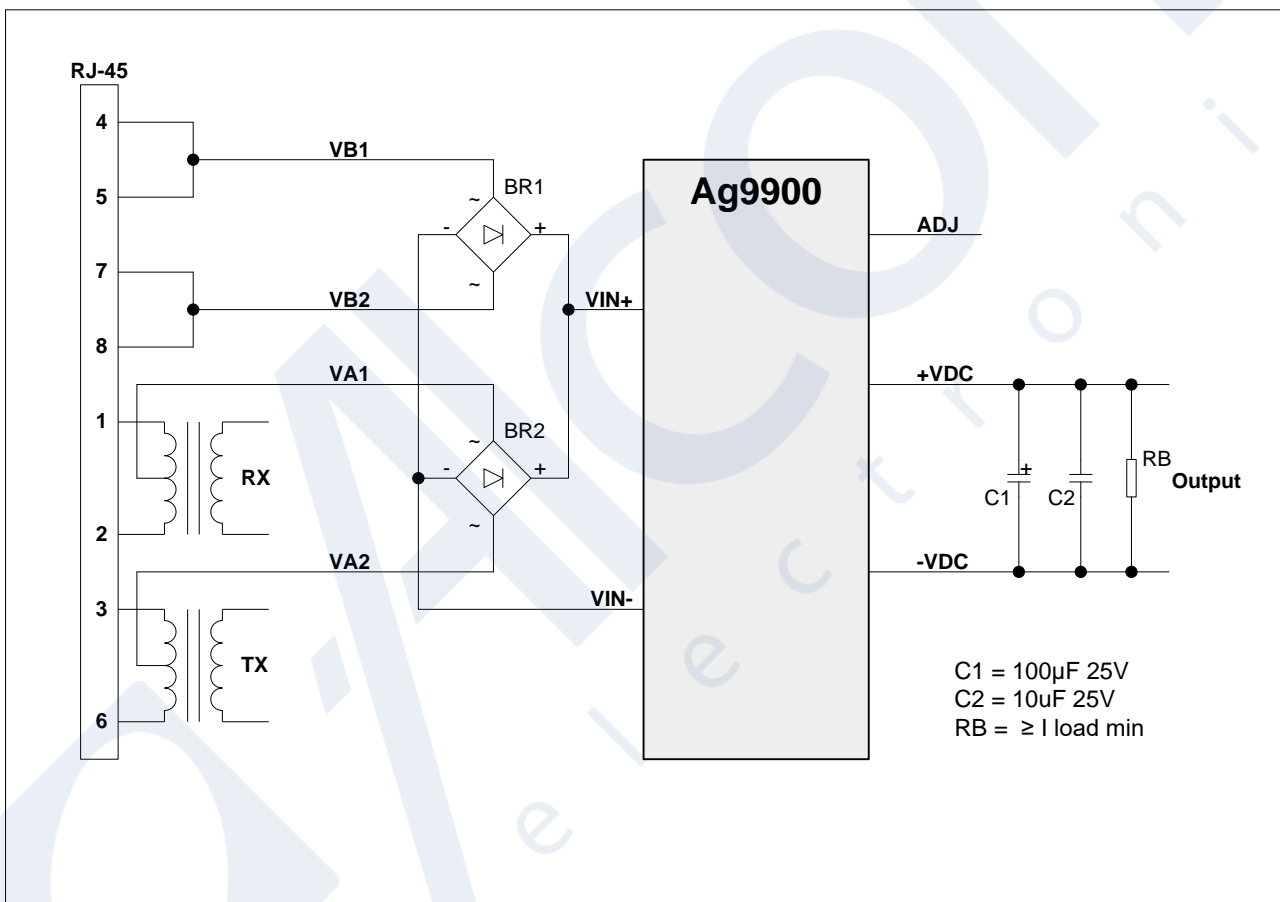 RJ-45
4
5
7
8
1
2
3
6
VB1
VB2
VA1
VA2
RX
TX
~
BR1
-
+
~
~
BR2
-
+
~
VIN+
VIN-
Ag9900
ADJ
+VDC
-VDC
+
C1
C2
RB
Output
C1 = 100µF 25V
C2 = 10uF 25V
RB = ≥ I load min
electroni